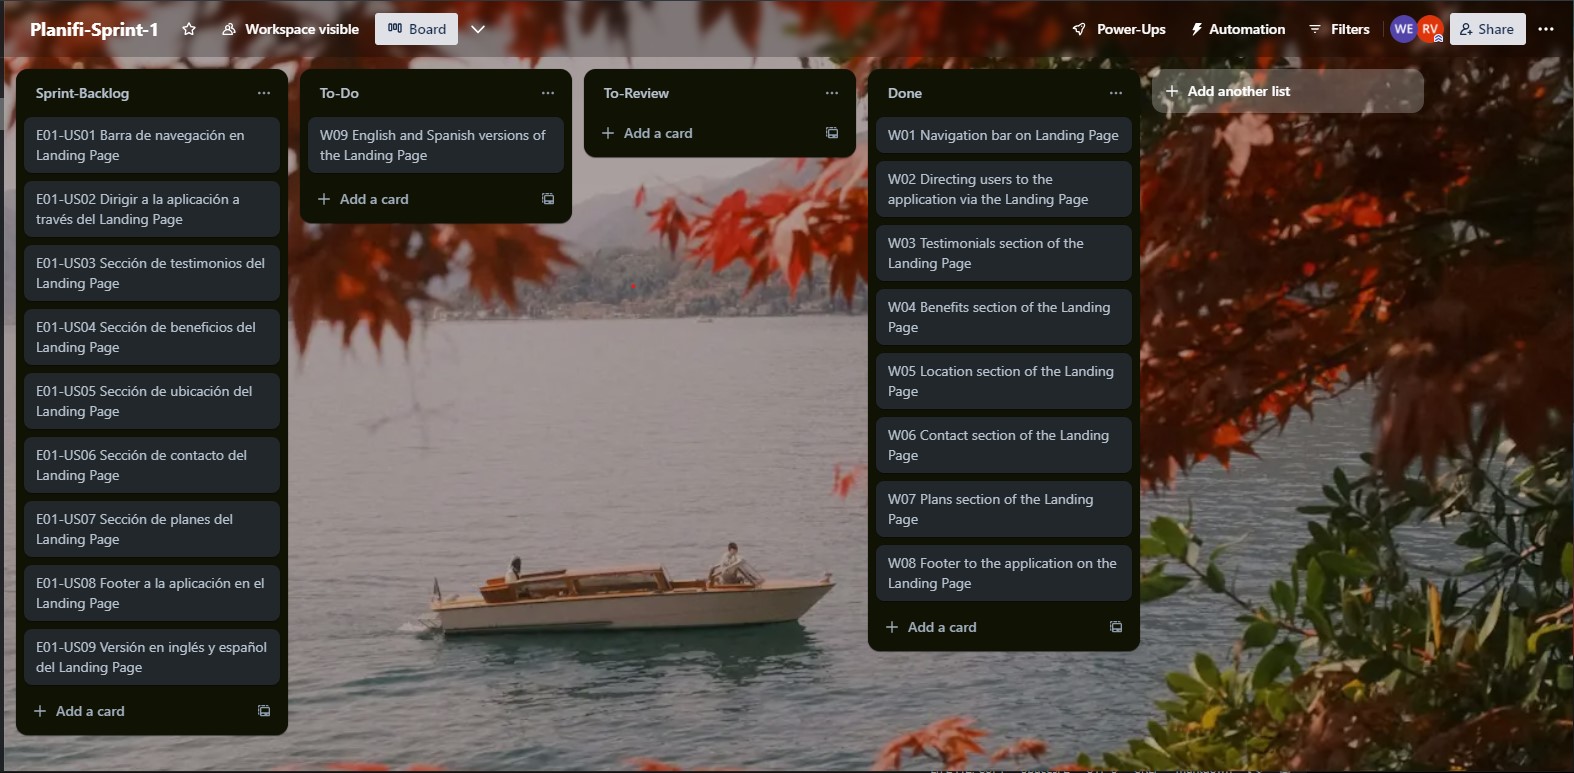 Planifi-Sprint-1
Workspace visible
Board
Power-Ups
Automation
Filters
WE
RV
Share
Sprint-Backlog
E01-US01 Barra de navegación en
Landing Page
E01-US02 Dirigir a la aplicación a
través del Landing Page
E01-US03 Sección de testimonios del
Landing Page
E01-US04 Sección de beneficios del
Landing Page
E01-US05 Sección de ubicación del
Landing Page
E01-US06 Sección de contacto del
Landing Page
E01-US07 Sección de planes del
Landing Page
E01-US08 Footer a la aplicación en el
Landing Page
E01-US09 Versión en inglés y español
del Landing Page
Add a card
To-Do
W09 English and Spanish versions of
the Landing Page
Add a card
To-Review
Add a card
Done
W01 Navigation bar on Landing Page
W02 Directing users to the
application via the Landing Page
W03 Testimonials section of the
Landing Page
W04 Benefits section of the Landing
Page
W05 Location section of the Landing
Page
W06 Contact section of the Landing
Page
W07 Plans section of the Landing
Page
W08 Footer to the application on the
Landing Page
Add a card
Add another list